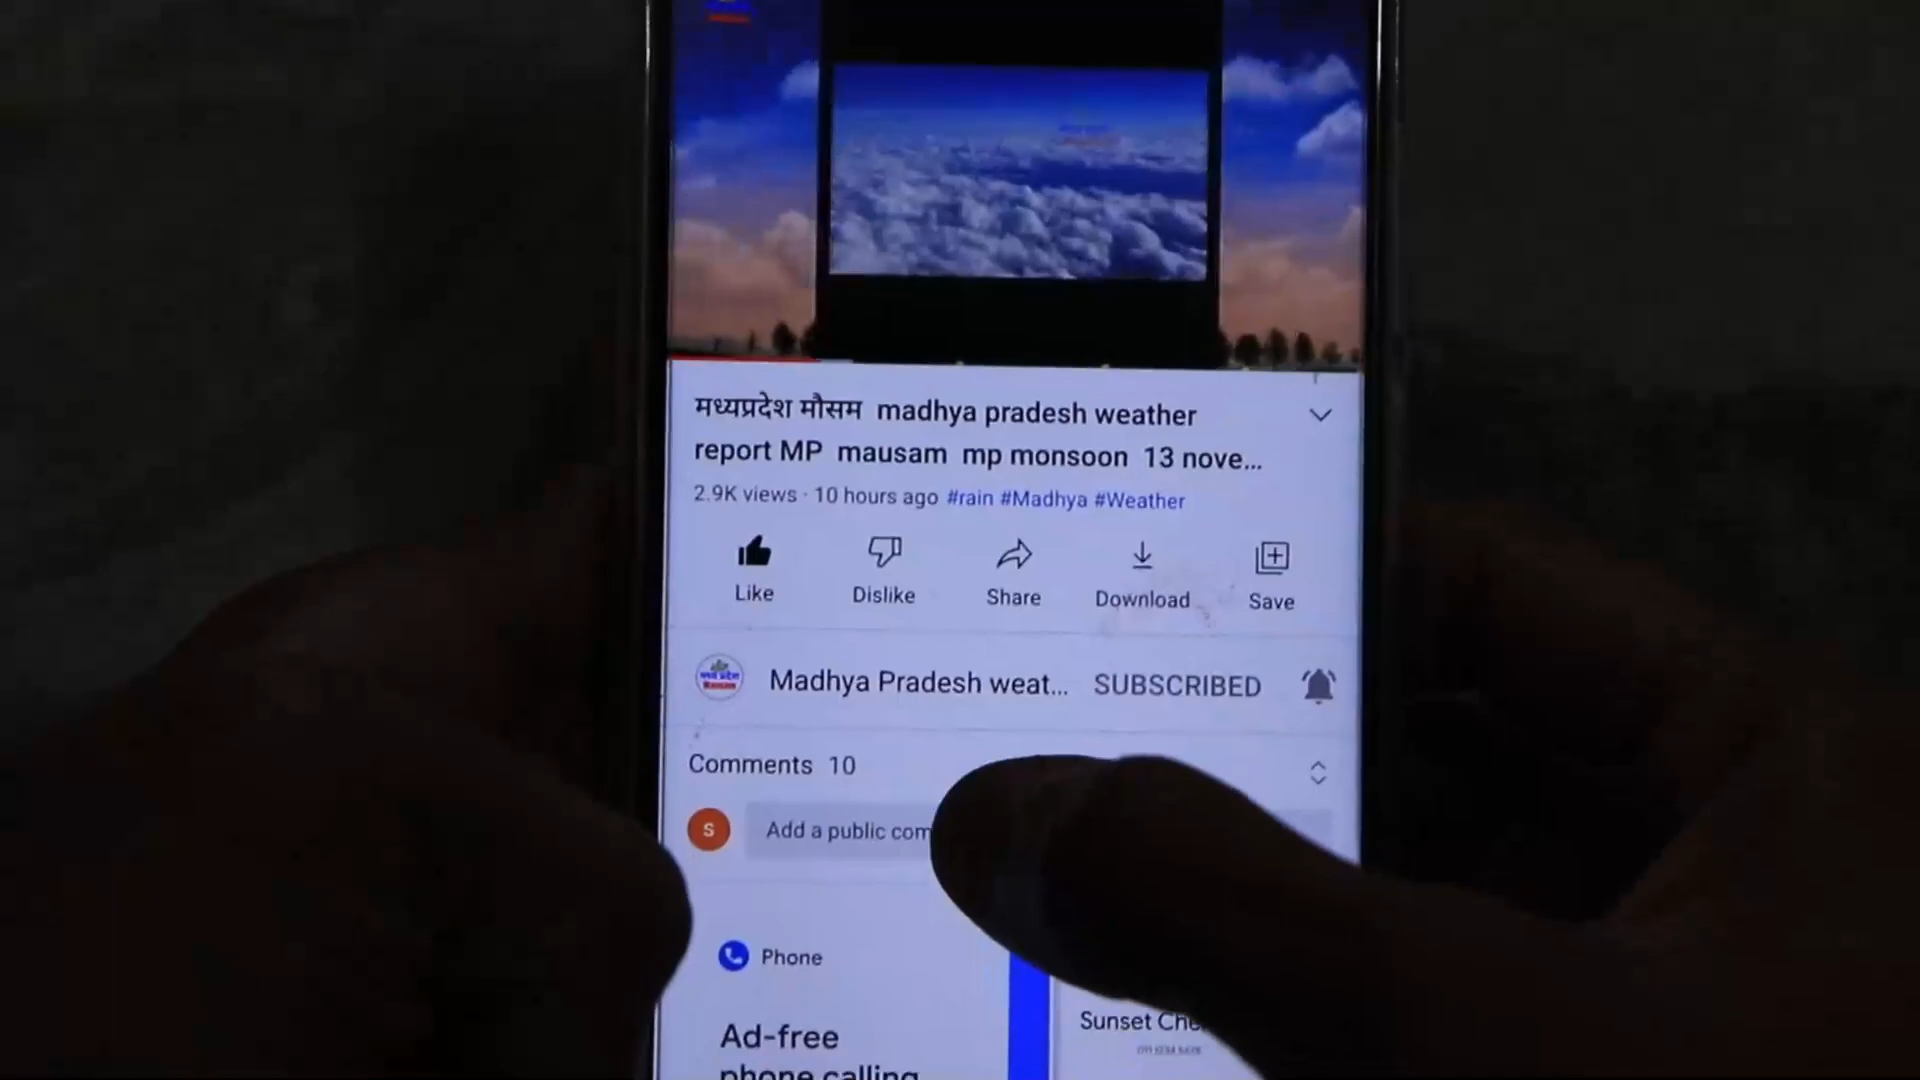 मध्यप्रदेश मौसम madhya pradesh weather
report MP mausam mp monsoon 13 nove...
2.9K views · 10 hours ago #rain #Madhya #Weather
Like Dislike Share Download Save
Madhya Pradesh weat... SUBSCRIBED
Comments 10
S Add a public com
Phone
Sunset Che
Ad-free
phone calling